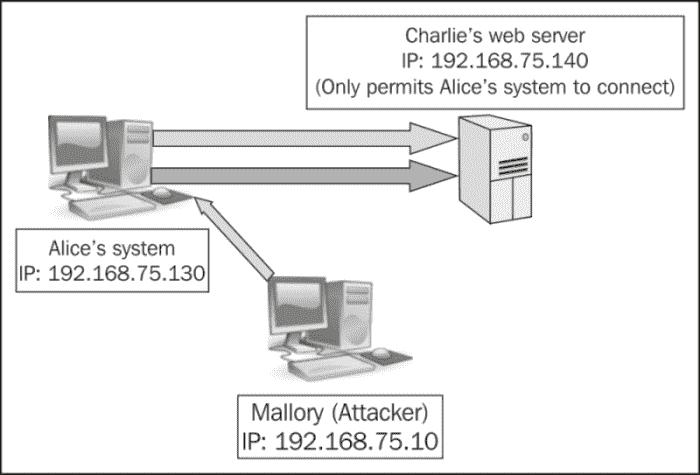 Charlie's web server
IP: 192.168.75.140
(Only permits Alice's system to connect)
Alice's system
IP: 192.168.75.130
Mallory (Attacker)
IP: 192.168.75.10